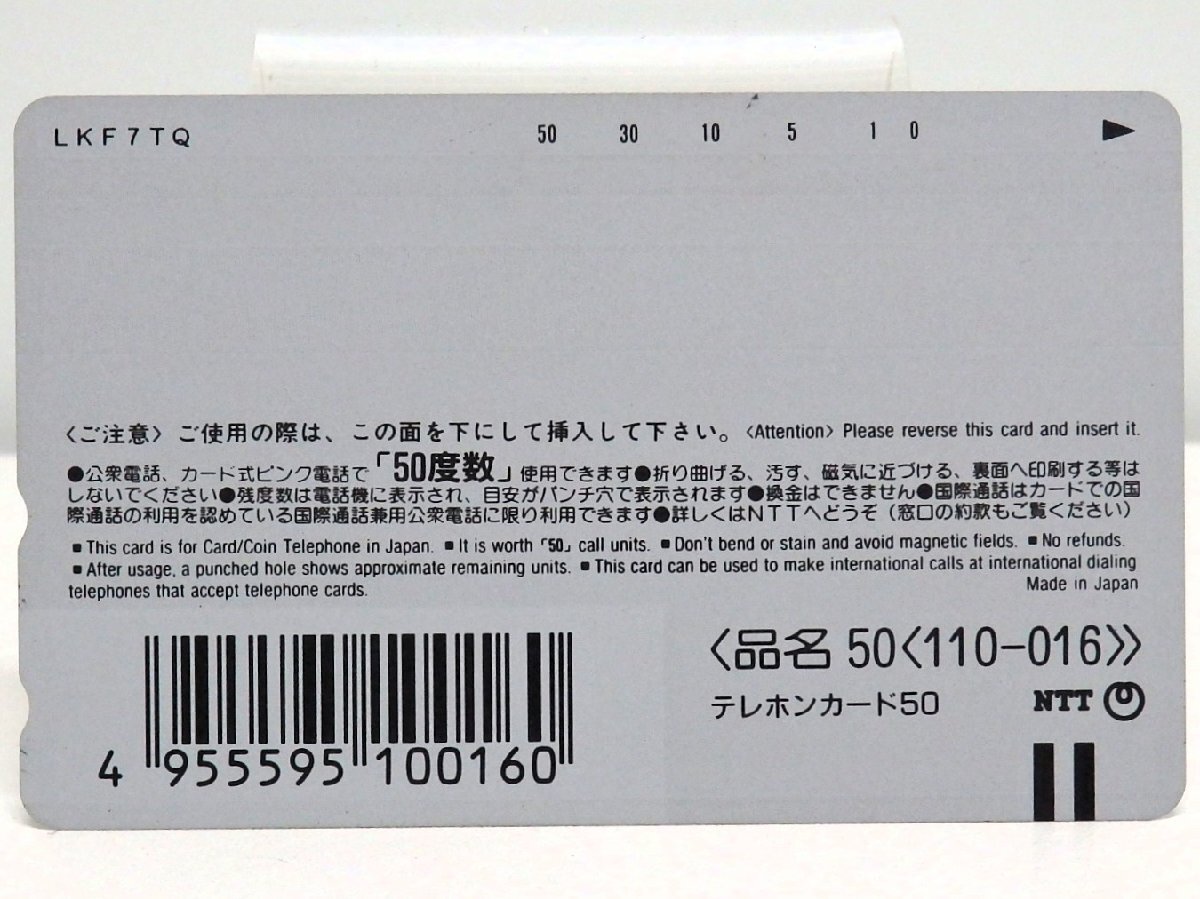 LKF7TQ 50 30 10 5 1 0
〈ご注意〉ご使用の際は、この面を下にして挿入して下さい。〈Attention〉Please reverse this card and insert it.
●公衆電話、カード式ピンク電話で「50度数」使用できます●折り曲げる、汚す、磁気に近づける、裏面へ印刷する等は
しないでください●残度数は電話機に表示され、目安がパンチ穴で表示されます●換金はできません●国際通話はカードでの国
際通話の利用を認めている国際通話兼用公衆電話に限り利用できます●詳しくはNTTへどうぞ（窓口の約款もご覧ください）
■This card is for Card/Coin Telephone in Japan. ■It is worth「50」call units. ■Don't bend or stain and avoid magnetic fields. ■No refunds.
■After usage, a punched hole shows approximate remaining units. ■This card can be used to make international calls at international dialing
telephones that accept telephone cards. Made in Japan
〈品名 50〈110-016〉〉
テレホンカード50 NTT
4 955595 100160